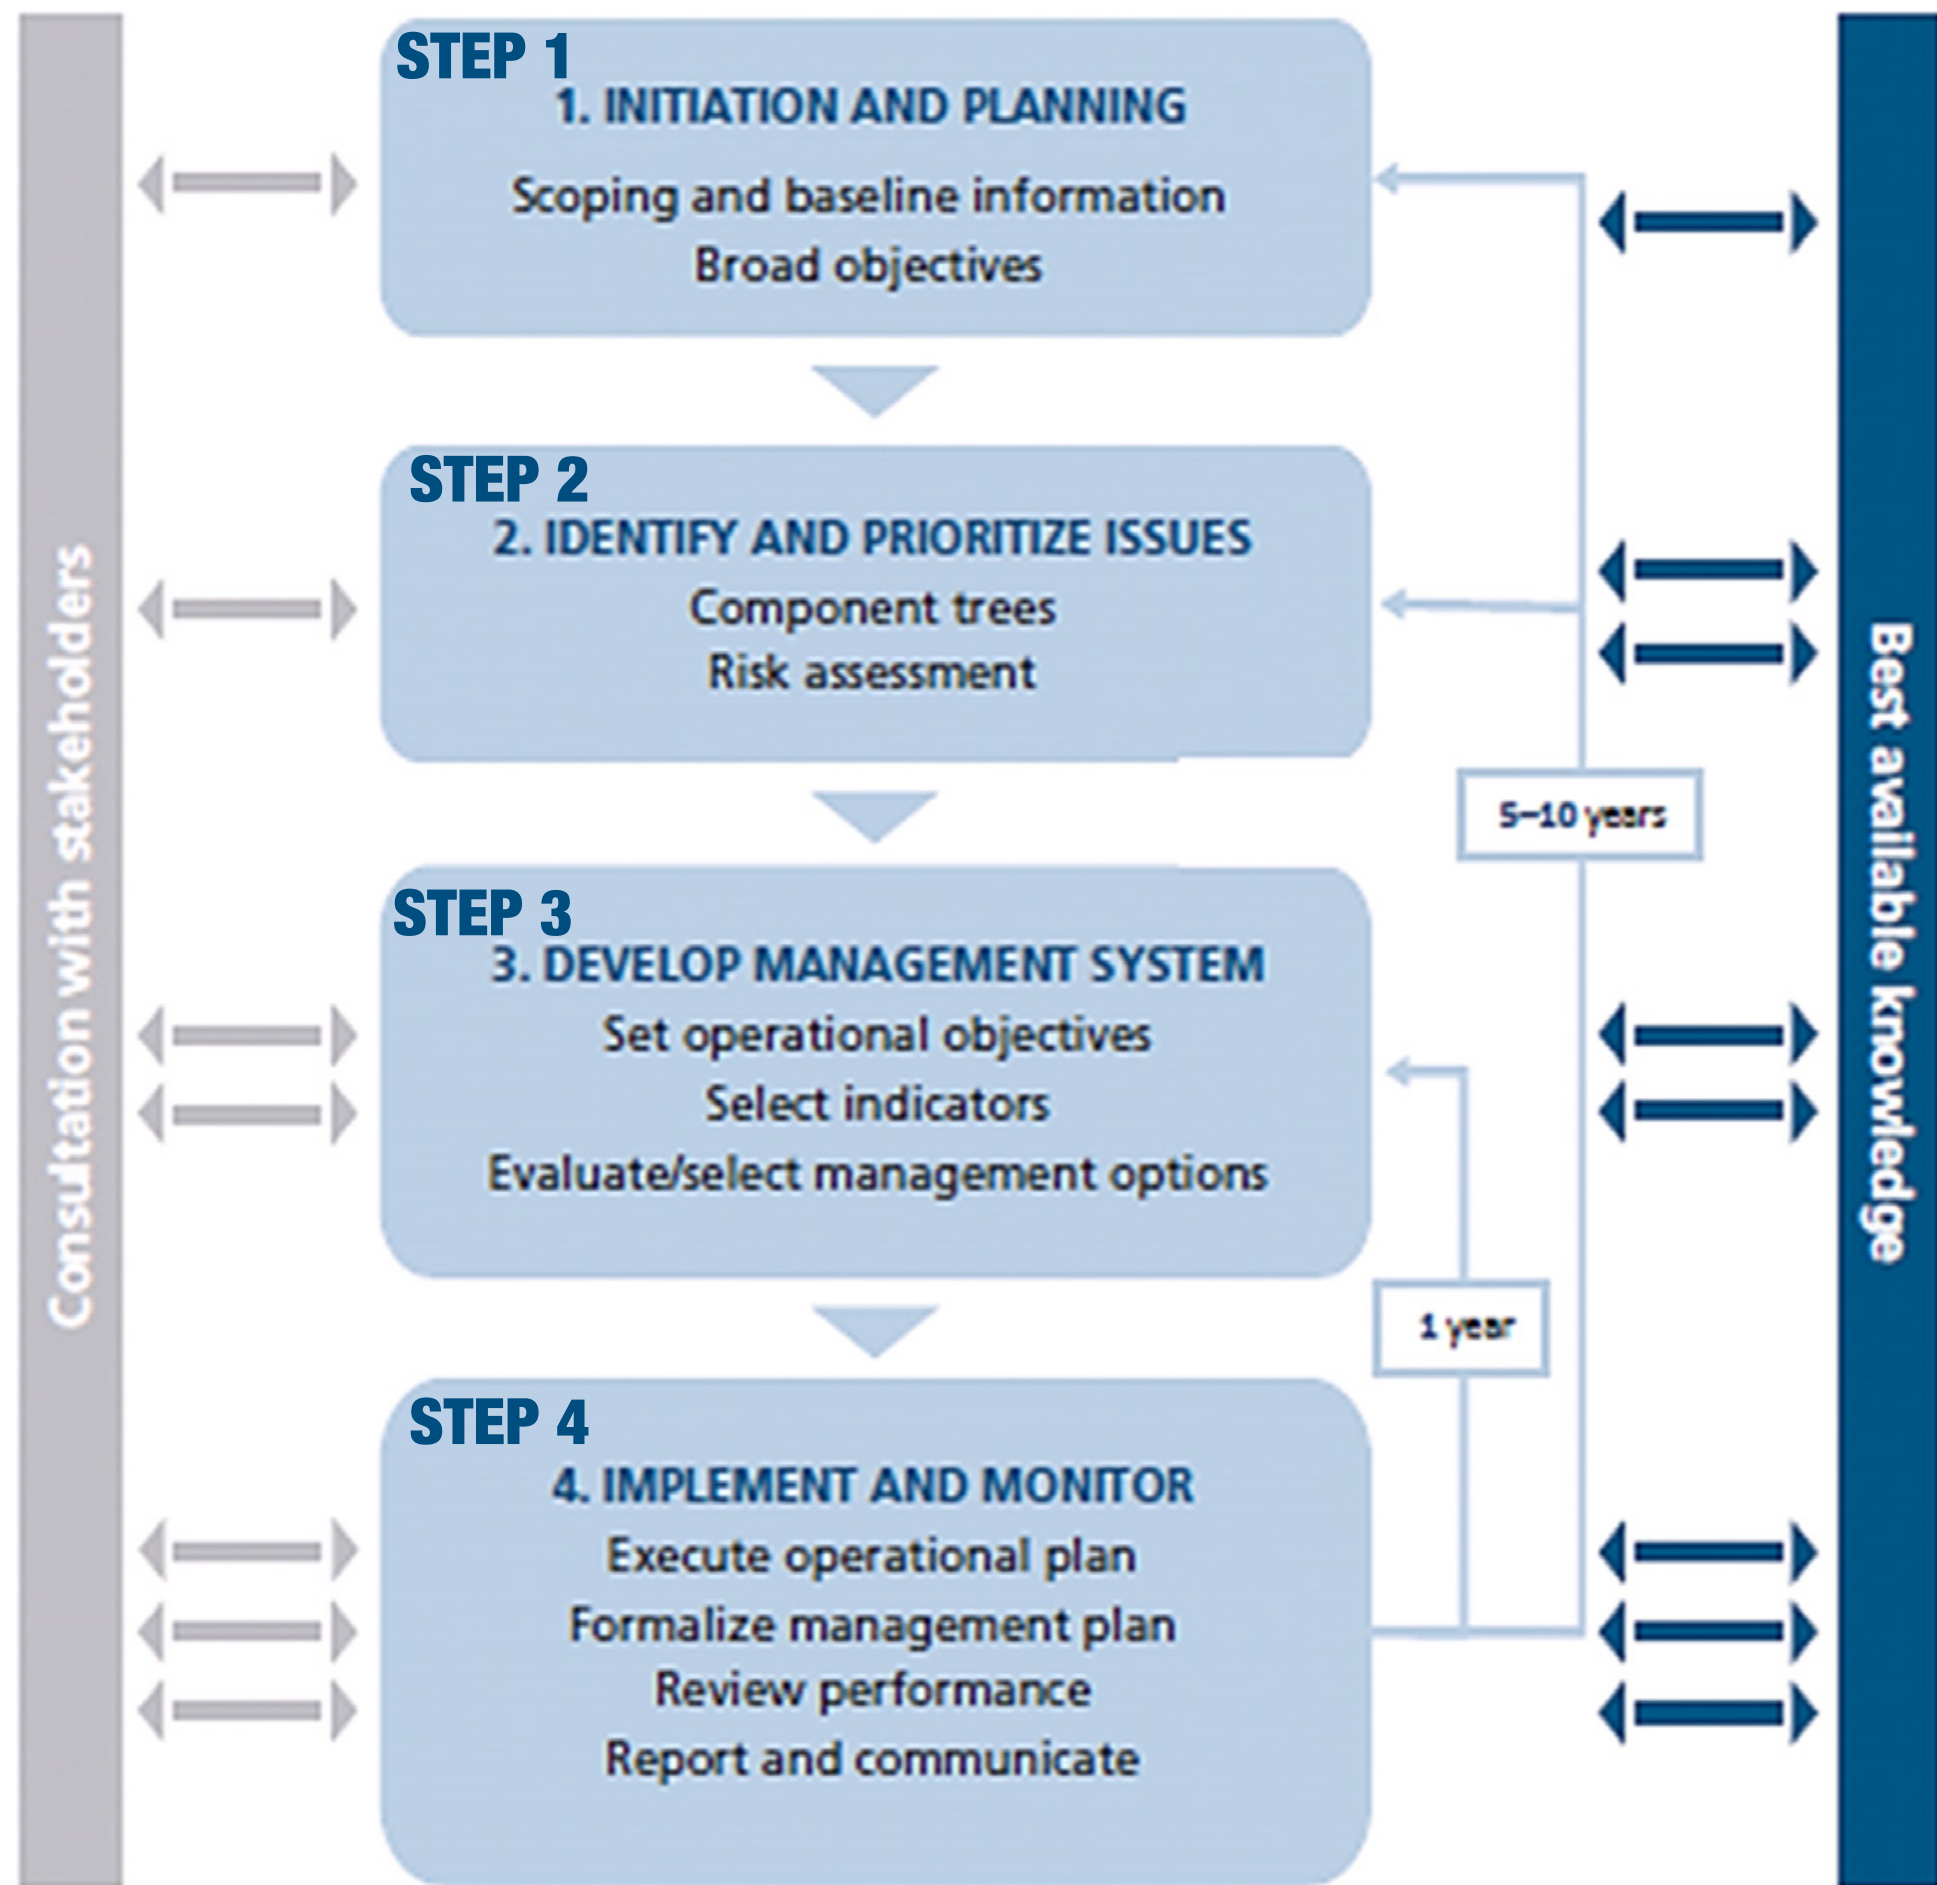 Consultation with stakeholders
STEP 1
1. INITIATION AND PLANNING
Scoping and baseline information
Broad objectives
STEP 2
2. IDENTIFY AND PRIORITIZE ISSUES
Component trees
Risk assessment
5–10 years
STEP 3
3. DEVELOP MANAGEMENT SYSTEM
Set operational objectives
Select indicators
Evaluate/select management options
1 year
STEP 4
4. IMPLEMENT AND MONITOR
Execute operational plan
Formalize management plan
Review performance
Report and communicate
Best available knowledge